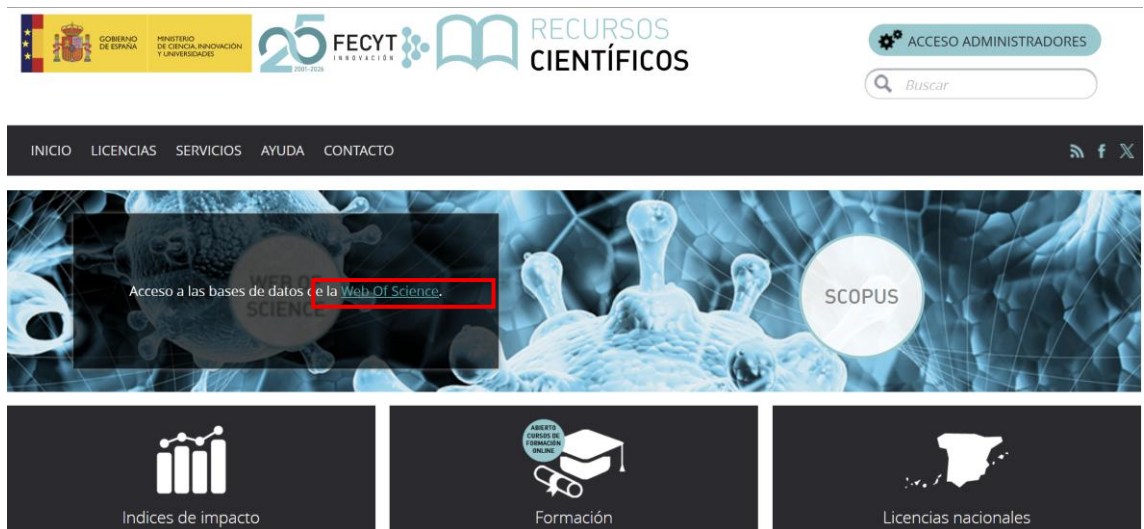 GOBIERNO
DE ESPAÑA
MINISTERIO
DE CIENCIA, INNOVACIÓN
Y UNIVERSIDADES
25
2001-2026
FECYT
INNOVACIÓN
RECURSOS
CIENTÍFICOS
ACCESO ADMINISTRADORES
Buscar
INICIO LICENCIAS SERVICIOS AYUDA CONTACTO
WEB OF
SCIENCE
Acceso a las bases de datos de la Web Of Science.
SCOPUS
Indices de impacto
ABIERTO
CURSOS DE
FORMACIÓN
ONLINE
Formación
Licencias nacionales